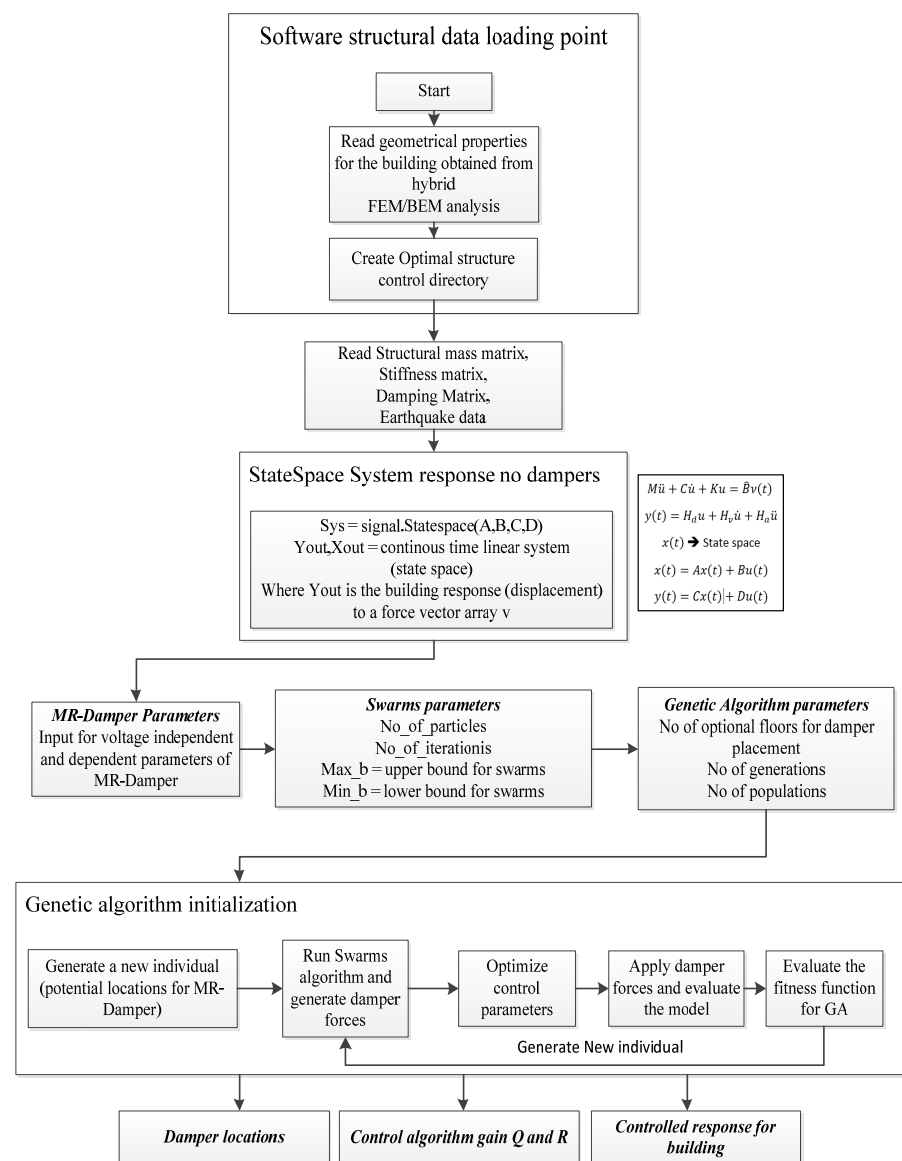 Software structural data loading point
Start
Read geometrical properties
for the building obtained from
hybrid
FEM/BEM analysis
Create Optimal structure
control directory
Read Structural mass matrix,
Stiffness matrix,
Damping Matrix,
Earthquake data
StateSpace System response no dampers
Sys = signal.Statespace(A,B,C,D)
Yout,Xout = continous time linear system
(state space)
Where Yout is the building response (displacement)
to a force vector array v
Mü + Cu̇ + Ku = B̂v(t)
y(t) = H_d u + H_v u̇ + H_a ü
x(t) ➔ State space
x(t) = Ax(t) + Bu(t)
y(t) = Cx(t)|+ Du(t)
MR-Damper Parameters
Input for voltage independent
and dependent parameters of
MR-Damper
Swarms parameters
No_of_particles
No_of_iterationis
Max_b = upper bound for swarms
Min_b = lower bound for swarms
Genetic Algorithm parameters
No of optional floors for damper
placement
No of generations
No of populations
Genetic algorithm initialization
Generate a new individual
(potential locations for MR-
Damper)
Run Swarms
algorithm and
generate damper
forces
Optimize
control
parameters
Apply damper
forces and evaluate
the model
Evaluate the
fitness function
for GA
Generate New individual
Damper locations
Control algorithm gain Q and R
Controlled response for
building